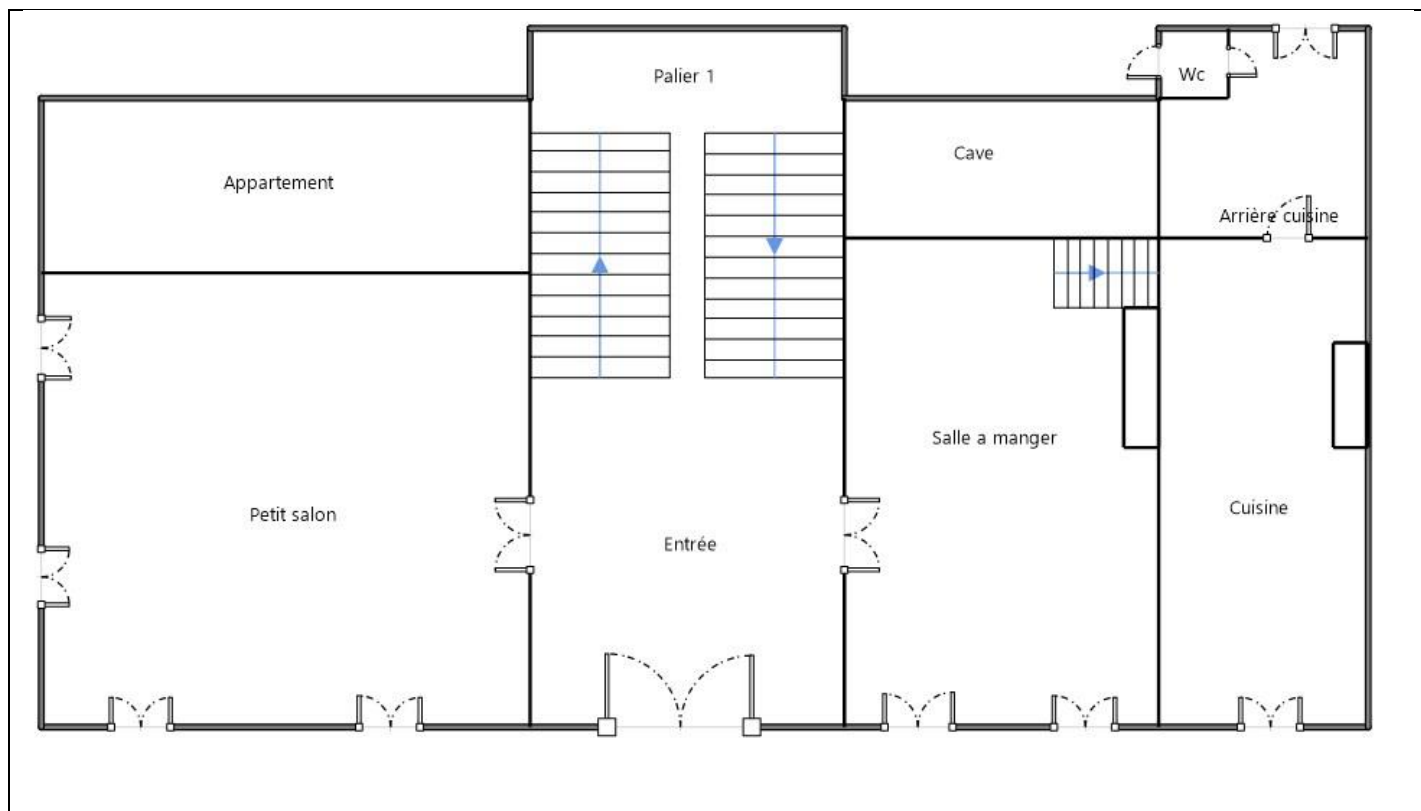 Palier 1
Wc
Cave
Appartement
Arrière cuisine
Salle a manger
Cuisine
Petit salon
Entrée